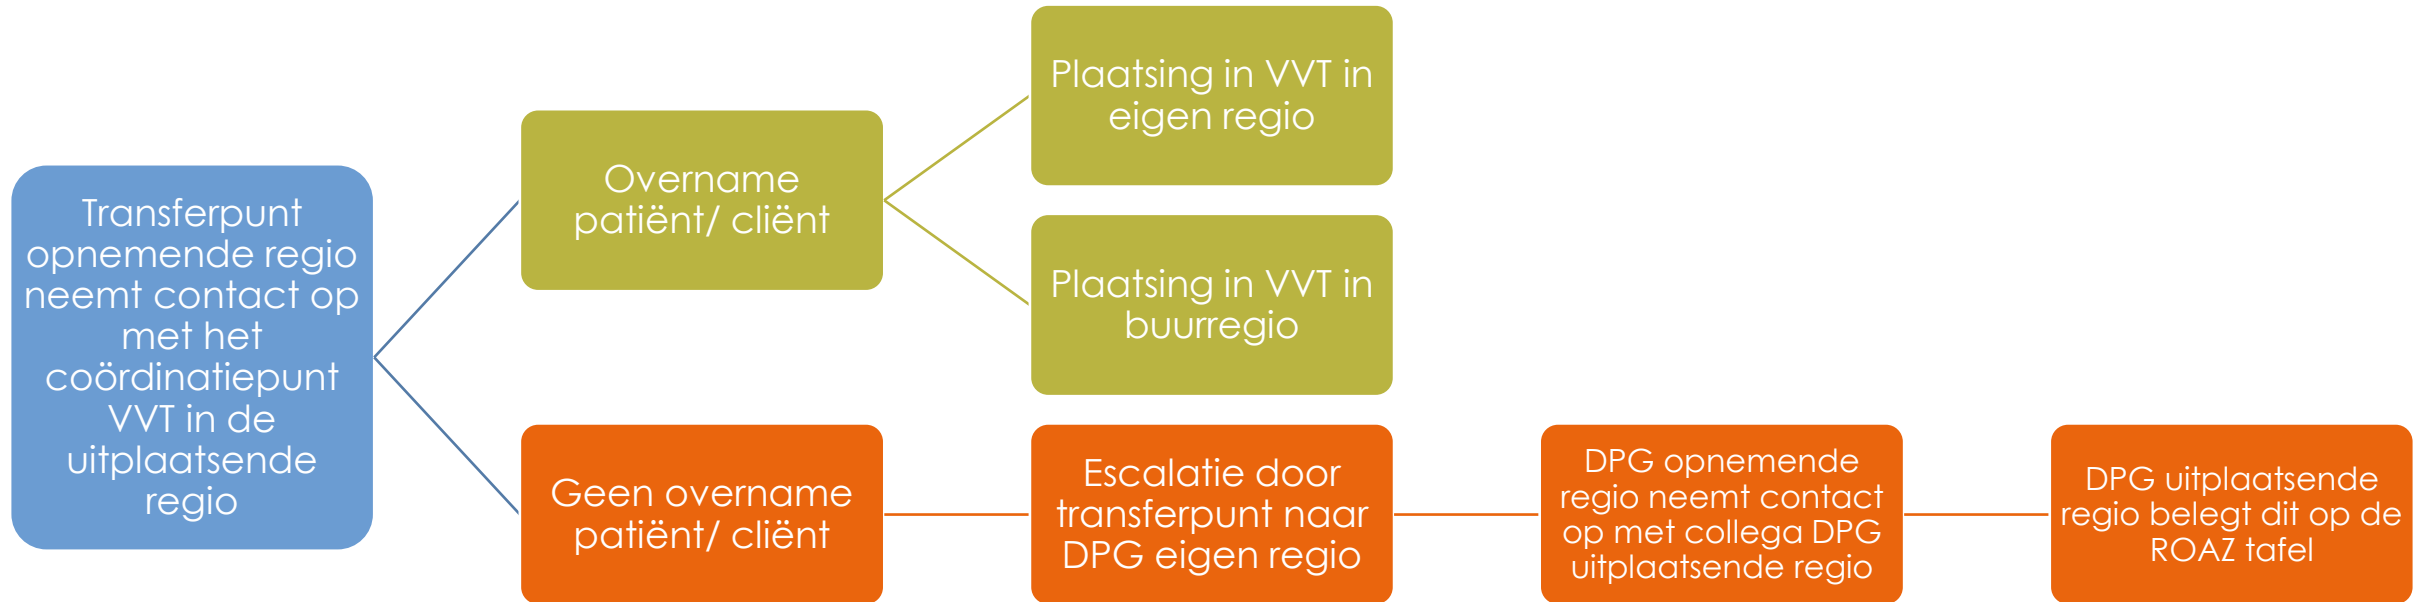 Transferpunt
opnemende regio
neemt contact op
met het
coördinatiepunt
VVT in de
uitplaatsende
regio
Overname
patiënt/ cliënt
Plaatsing in VVT in
eigen regio
Plaatsing in VVT in
buurregio
Geen overname
patiënt/ cliënt
Escalatie door
transferpunt naar
DPG eigen regio
DPG opnemende
regio neemt contact
op met collega DPG
uitplaatsende regio
DPG uitplaatsende
regio belegt dit op de
ROAZ tafel